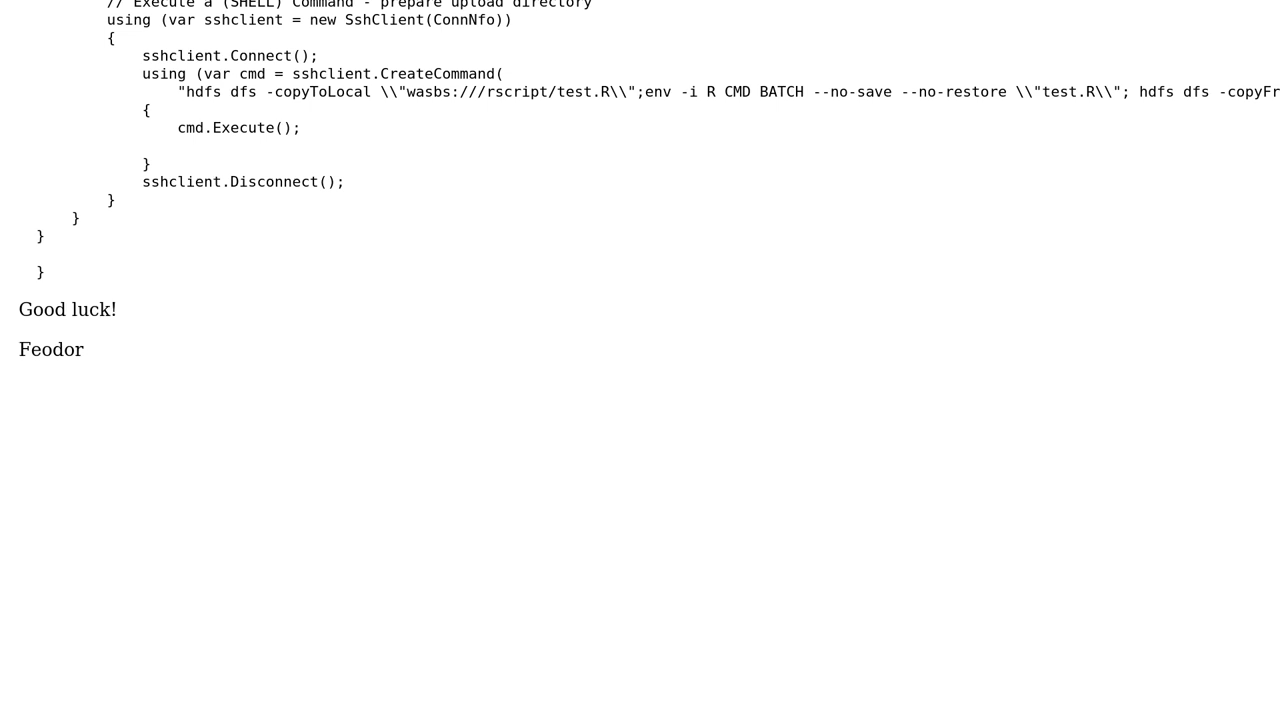 // Execute a (SHELL) Command - prepare upload directory
using (var sshclient = new SshClient(ConnNfo))
{
sshclient.Connect();
using (var cmd = sshclient.CreateCommand(
"hdfs dfs -copyToLocal \\"wasbs:///rscript/test.R\\";env -i R CMD BATCH --no-save --no-restore \\"test.R\\"; hdfs dfs -copyFr
{
cmd.Execute();
}
sshclient.Disconnect();
}
}
}
}
Good luck!
Feodor